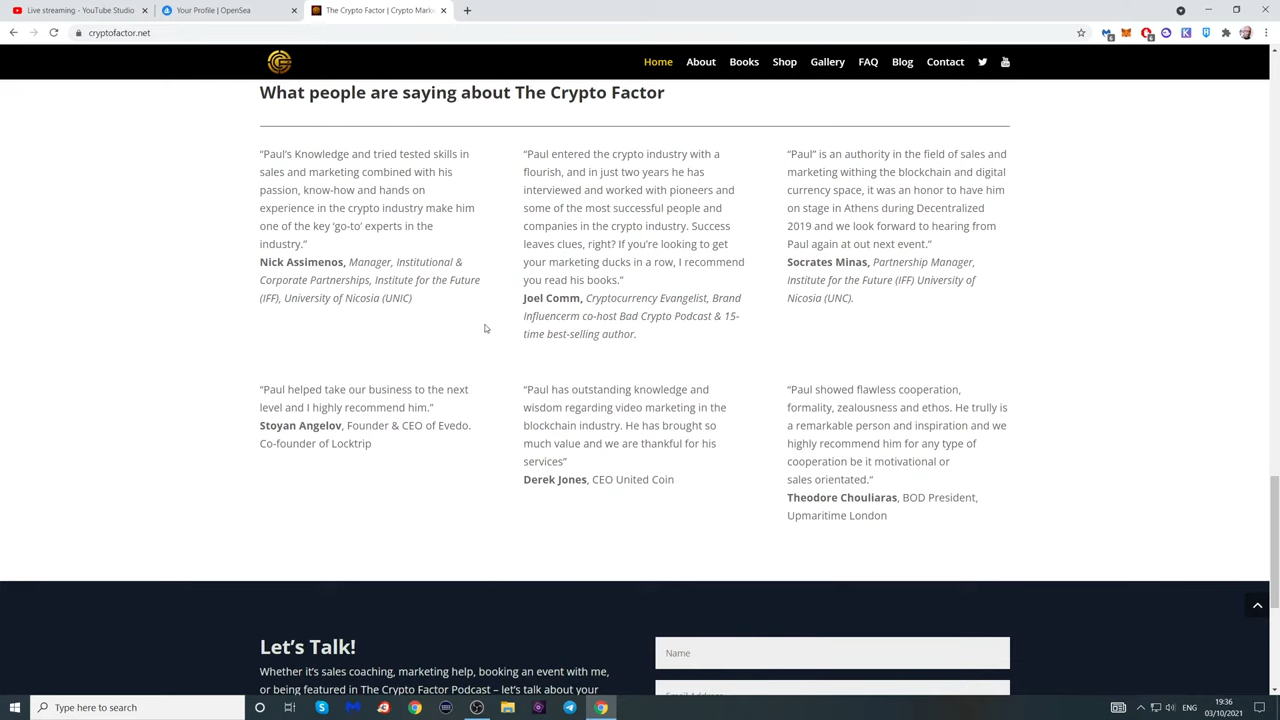 Live streaming - YouTube Studio
Your Profile | OpenSea
The Crypto Factor | Crypto Mark
cryptofactor.net
Home
About
Books
Shop
Gallery
FAQ
Blog
Contact
What people are saying about The Crypto Factor
“Paul’s Knowledge and tried tested skills in
sales and marketing combined with his
passion, know-how and hands on
experience in the crypto industry make him
one of the key ‘go-to’ experts in the
industry.”
Nick Assimenos, Manager, Institutional &
Corporate Partnerships, Institute for the Future
(IFF), University of Nicosia (UNIC)
“Paul entered the crypto industry with a
flourish, and in just two years he has
interviewed and worked with pioneers and
some of the most successful people and
companies in the crypto industry. Success
leaves clues, right? If you’re looking to get
your marketing ducks in a row, I recommend
you read his books.”
Joel Comm, Cryptocurrency Evangelist, Brand
Influencerm co-host Bad Crypto Podcast & 15-
time best-selling author.
“Paul” is an authority in the field of sales and
marketing withing the blockchain and digital
currency space, it was an honor to have him
on stage in Athens during Decentralized
2019 and we look forward to hearing from
Paul again at out next event.”
Socrates Minas, Partnership Manager,
Institute for the Future (IFF) University of
Nicosia (UNC).
“Paul helped take our business to the next
level and I highly recommend him.”
Stoyan Angelov, Founder & CEO of Evedo.
Co-founder of Locktrip
“Paul has outstanding knowledge and
wisdom regarding video marketing in the
blockchain industry. He has brought so
much value and we are thankful for his
services”
Derek Jones, CEO United Coin
“Paul showed flawless cooperation,
formality, zealousness and ethos. He trully is
a remarkable person and inspiration and we
highly recommend him for any type of
cooperation be it motivational or
sales orientated.“
Theodore Chouliaras, BOD President,
Upmaritime London
Let’s Talk!
Whether it’s sales coaching, marketing help, booking an event with me,
or being featured in The Crypto Factor Podcast – let’s talk about your
Name
Email Address
Type here to search
ENG
19:36
03/10/2021